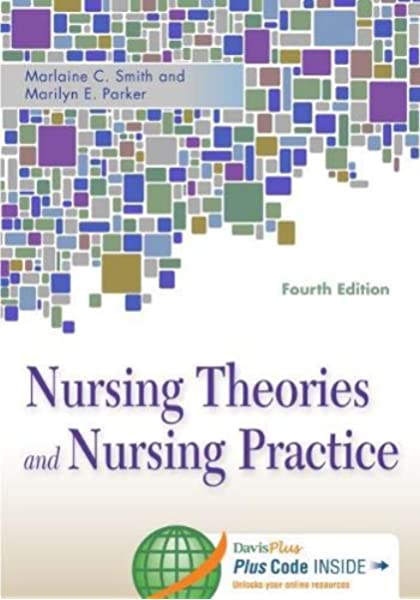 Marlaine C. Smith and
Marilyn E. Parker
Fourth Edition
Nursing Theories
and Nursing Practice
DavisPlus
Plus Code INSIDE
Unlocks your online resources